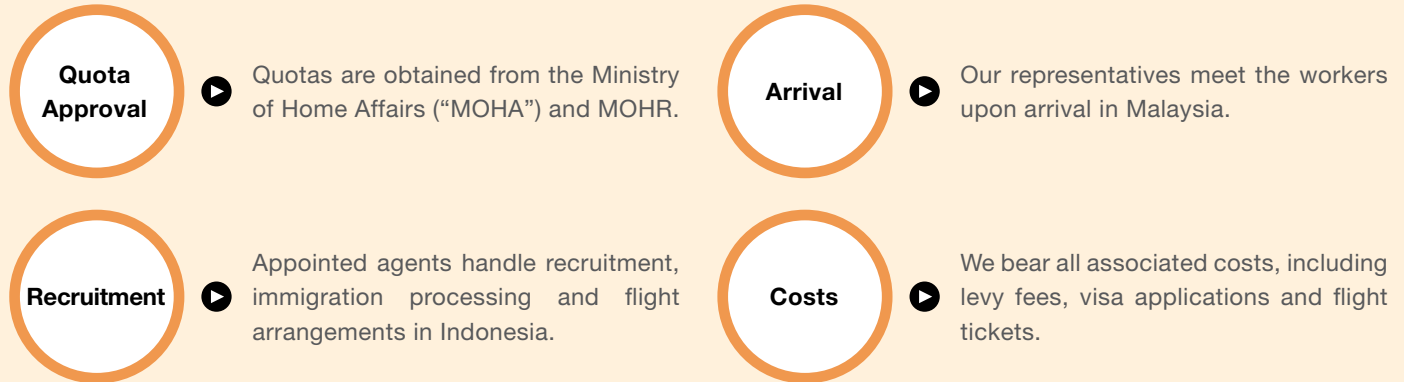 Quota
Approval
Quotas are obtained from the Ministry
of Home Affairs (“MOHA”) and MOHR.
Recruitment
Appointed agents handle recruitment,
immigration processing and flight
arrangements in Indonesia.
Arrival
Our representatives meet the workers
upon arrival in Malaysia.
Costs
We bear all associated costs, including
levy fees, visa applications and flight
tickets.